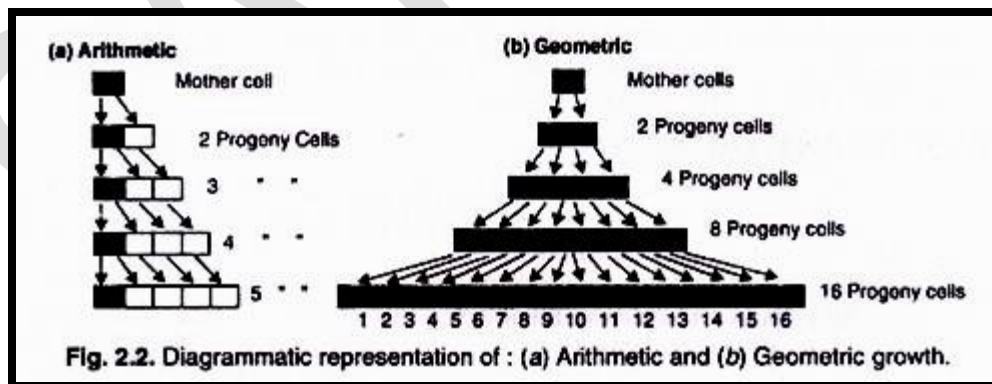 (a) Arithmetic
Mother cell
2 Progeny Cells
3 " "
4 " "
5 " "
(b) Geometric
Mother cells
2 Progeny cells
4 Progeny cells
8 Progeny cells
16 Progeny cells
1 2 3 4 5 6 7 8 9 10 11 12 13 14 15 16
Fig. 2.2. Diagrammatic representation of : (a) Arithmetic and (b) Geometric growth.